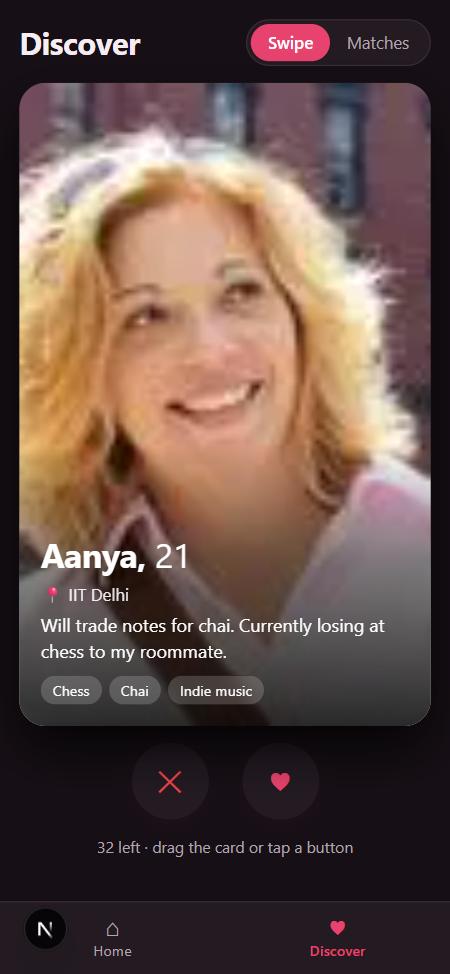 Discover
Swipe
Matches
Aanya, 21
📍 IIT Delhi
Will trade notes for chai. Currently losing at
chess to my roommate.
Chess
Chai
Indie music
32 left · drag the card or tap a button
N
Home
Discover